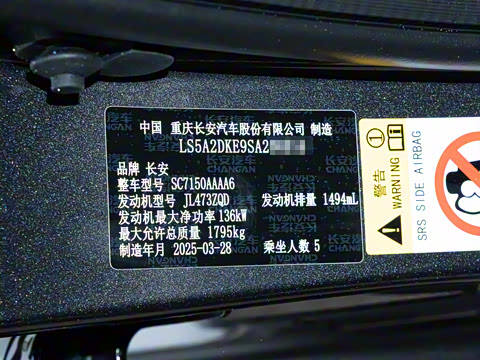 中国 重庆长安汽车股份有限公司 制造
LS5A2DKE9SA2
品牌 长安
整车型号 SC7150AAAA6
发动机型号 JL473ZQD 发动机排量 1494mL
发动机最大净功率 136kW
最大允许总质量 1795kg
制造年月 2025-03-28 乘坐人数 5
警告
WARNING
SRS SIDE AIRBAG